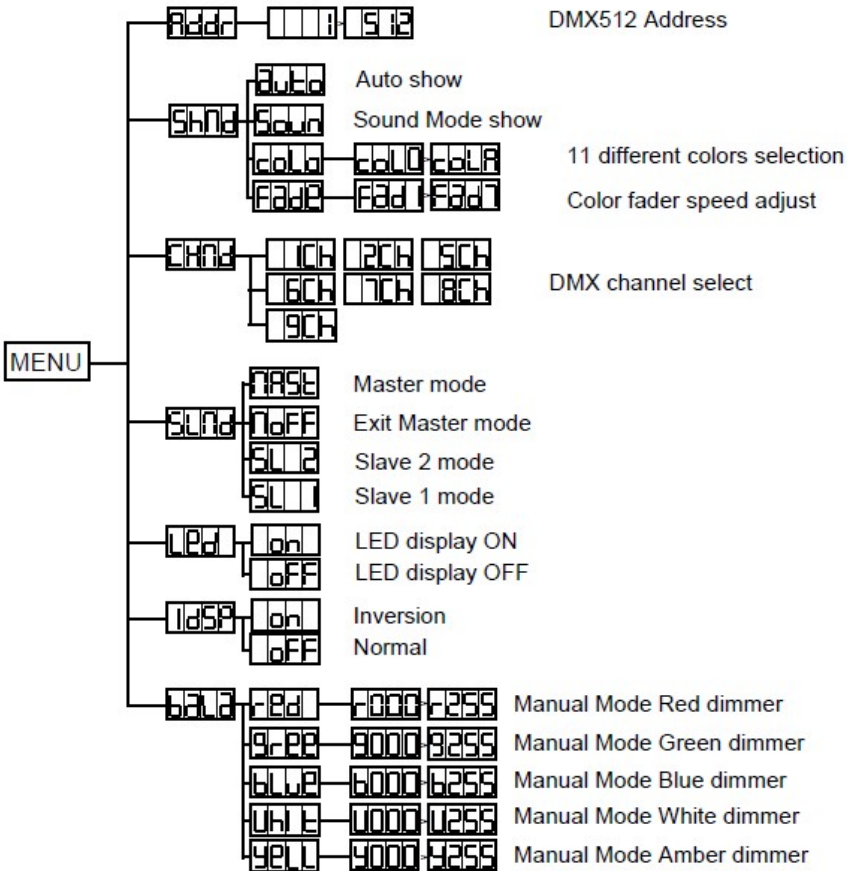 Addr 1 512 DMX512 Address
Auto Auto show
ShMd Soun Sound Mode show
coLo coL0 coLA 11 different colors selection
Fade Fad1 Fad7 Color fader speed adjust
CHMd 1Ch 2Ch 5Ch
6Ch 7Ch 8Ch DMX channel select
9Ch
MENU
MASt Master mode
SLMd MoFF Exit Master mode
SL 2 Slave 2 mode
SL 1 Slave 1 mode
Led on LED display ON
oFF LED display OFF
IdSP on Inversion
oFF Normal
baLa red r000 r255 Manual Mode Red dimmer
gree g000 g255 Manual Mode Green dimmer
bLue b000 b255 Manual Mode Blue dimmer
UhIt U000 U255 Manual Mode White dimmer
yeLL y000 y255 Manual Mode Amber dimmer